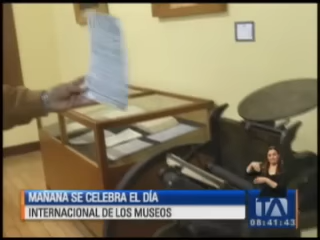 MAÑANA SE CELEBRA EL DÍA
INTERNACIONAL DE LOS MUSEOS
TA
08:41:43